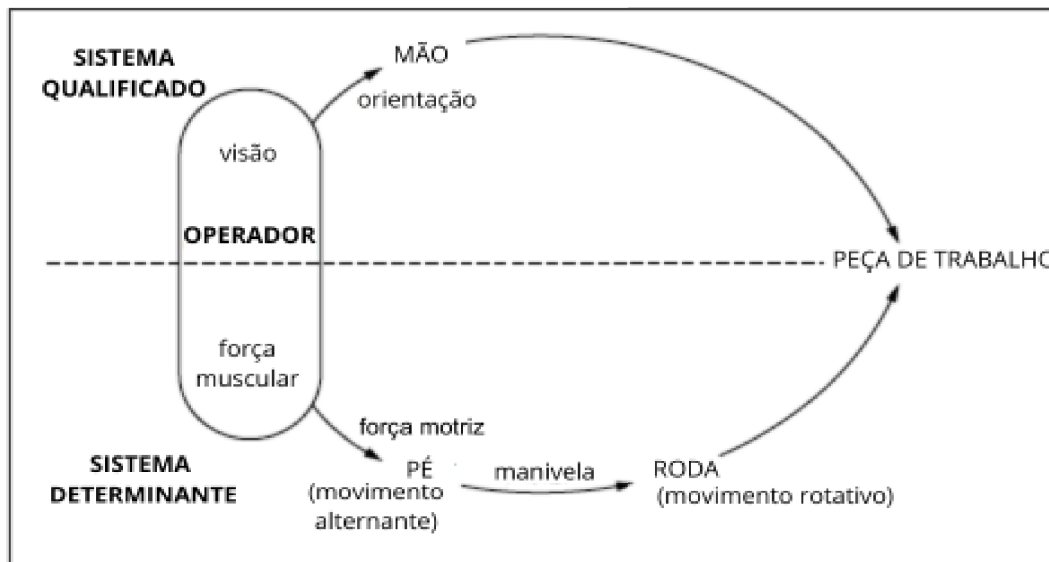 SISTEMA
QUALIFICADO
MÃO
orientação
visão
OPERADOR
PEÇA DE TRABALHO
força
muscular
força motriz
SISTEMA
DETERMINANTE
PÉ
(movimento
alternante)
manivela
RODA
(movimento rotativo)